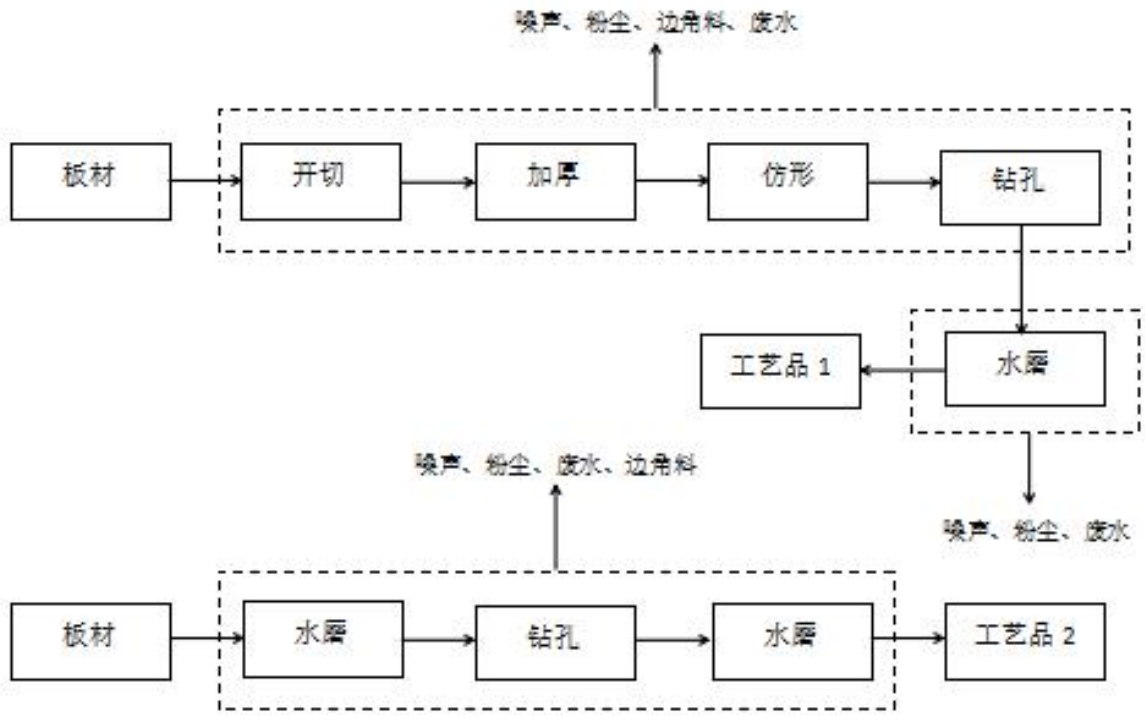 噪声、粉尘、边角料、废水
板材
开切
加厚
仿形
钻孔
工艺品 1
水磨
噪声、粉尘、废水、边角料
噪声、粉尘、废水
板材
水磨
钻孔
水磨
工艺品 2